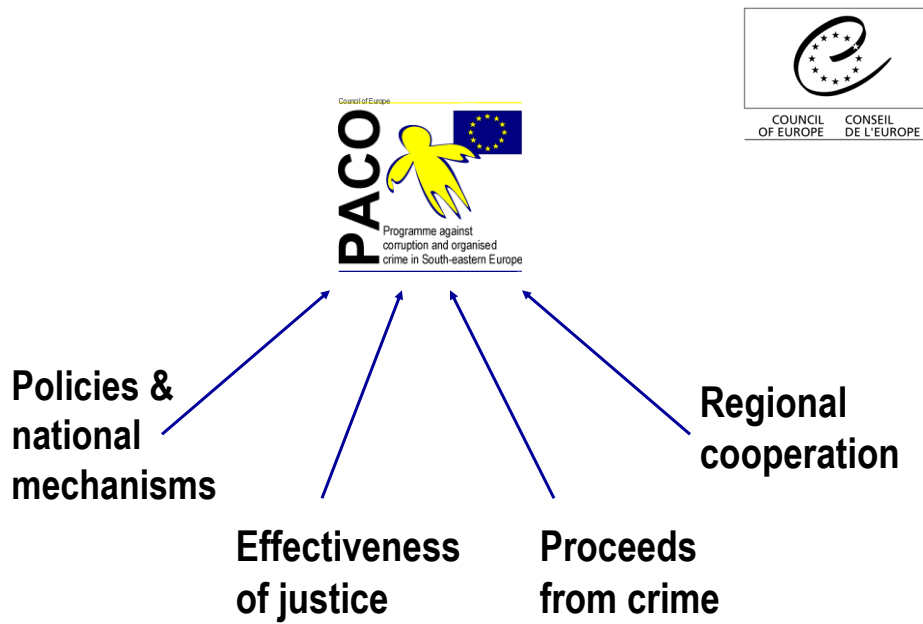 COUNCIL CONSEIL
OF EUROPE DE L'EUROPE
Council of Europe
PACO
Programme against
corruption and organised
crime in South-eastern Europe
Policies &
national
mechanisms
Regional
cooperation
Effectiveness
of justice
Proceeds
from crime